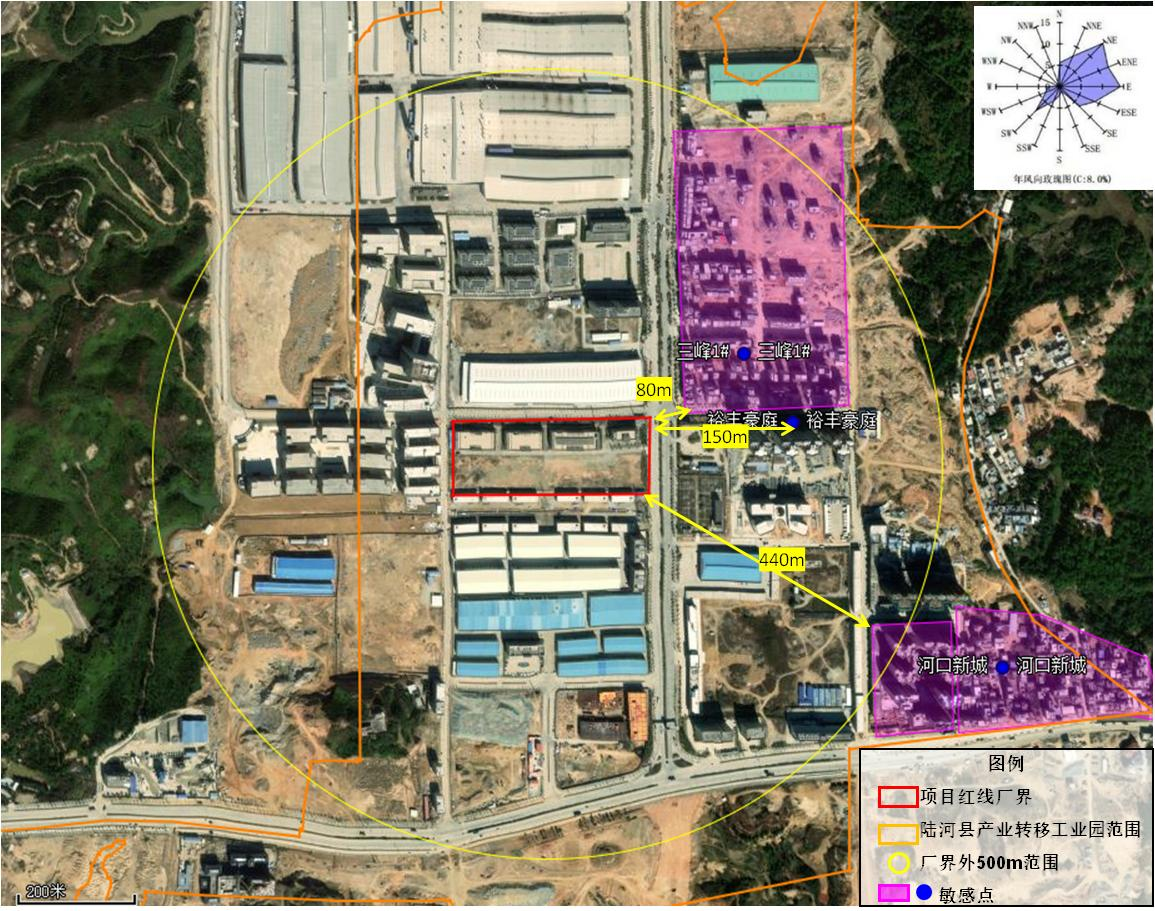 N
NNW
15
NNE
NW
10
NE
WNW
5
ENE
W
0
E
WSW
ESE
SW
SE
SSW
SSE
S
年风向玫瑰图(C:8.0%)
三峰1# 三峰1#
80m
裕丰豪庭 裕丰豪庭
150m
440m
河口新城 河口新城
图例
项目红线厂界
陆河县产业转移工业园范围
厂界外500m范围
敏感点
200米